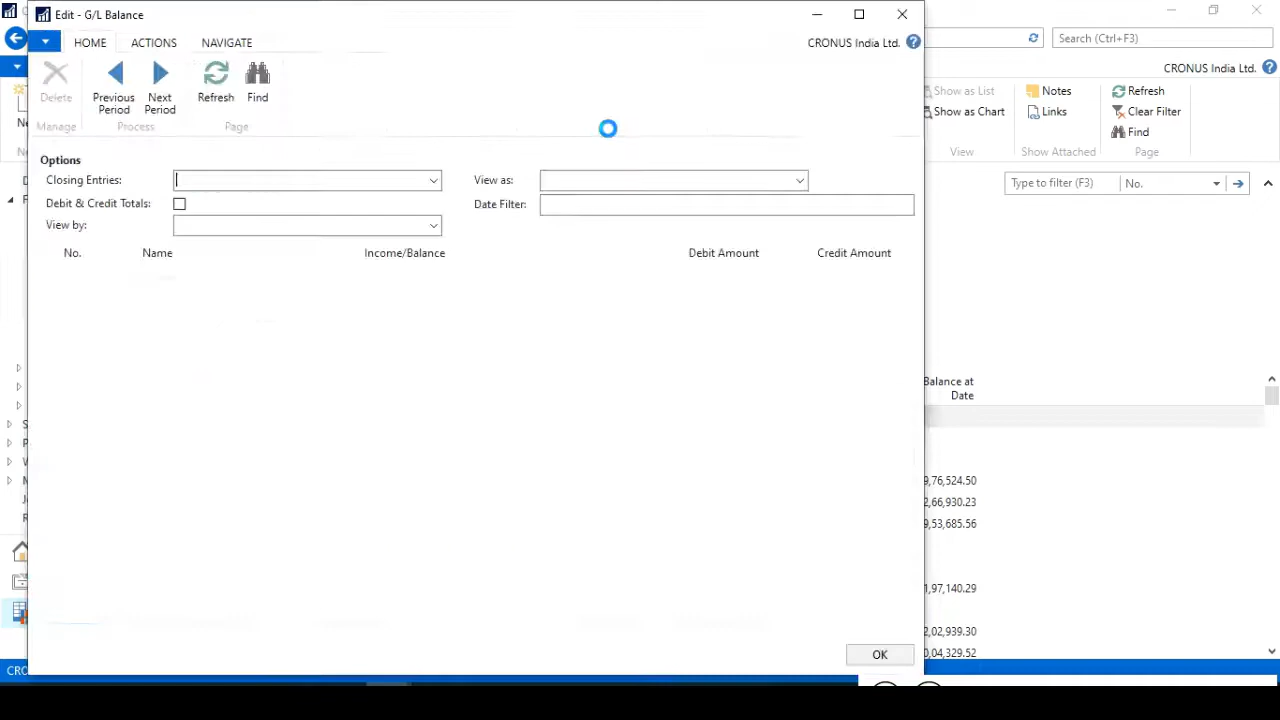 Edit - G/L Balance
HOME ACTIONS NAVIGATE CRONUS India Ltd.
Search (Ctrl+F3)
CRONUS India Ltd.
Delete
Previous Period
Next Period
Refresh
Find
Manage Process Page
Show as List
Show as Chart
View
Notes
Links
Show Attached
Refresh
Clear Filter
Find
Page
Type to filter (F3) No.
Options
Closing Entries:
View as:
Debit & Credit Totals:
Date Filter:
View by:
No. Name Income/Balance Debit Amount Credit Amount
Balance at
Date
9,76,524.50
2,66,930.23
9,53,685.56
1,97,140.29
2,02,939.30
0,04,329.52
OK
CRO